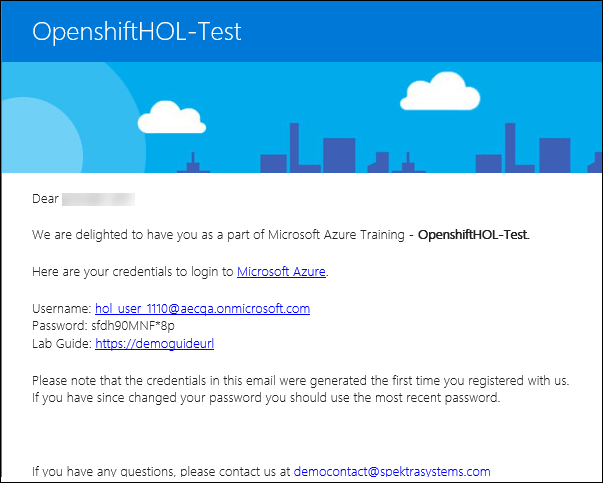 OpenshiftHOL-Test
Dear
We are delighted to have you as a part of Microsoft Azure Training - OpenshiftHOL-Test.
Here are your credentials to login to Microsoft Azure.
Username: hol_user_1110@aecqa.onmicrosoft.com
Password: sfdh90MNF*8p
Lab Guide: https://demoguideurl
Please note that the credentials in this email were generated the first time you registered with us.
If you have since changed your password you should use the most recent password.
If you have any questions, please contact us at democontact@spektrasystems.com